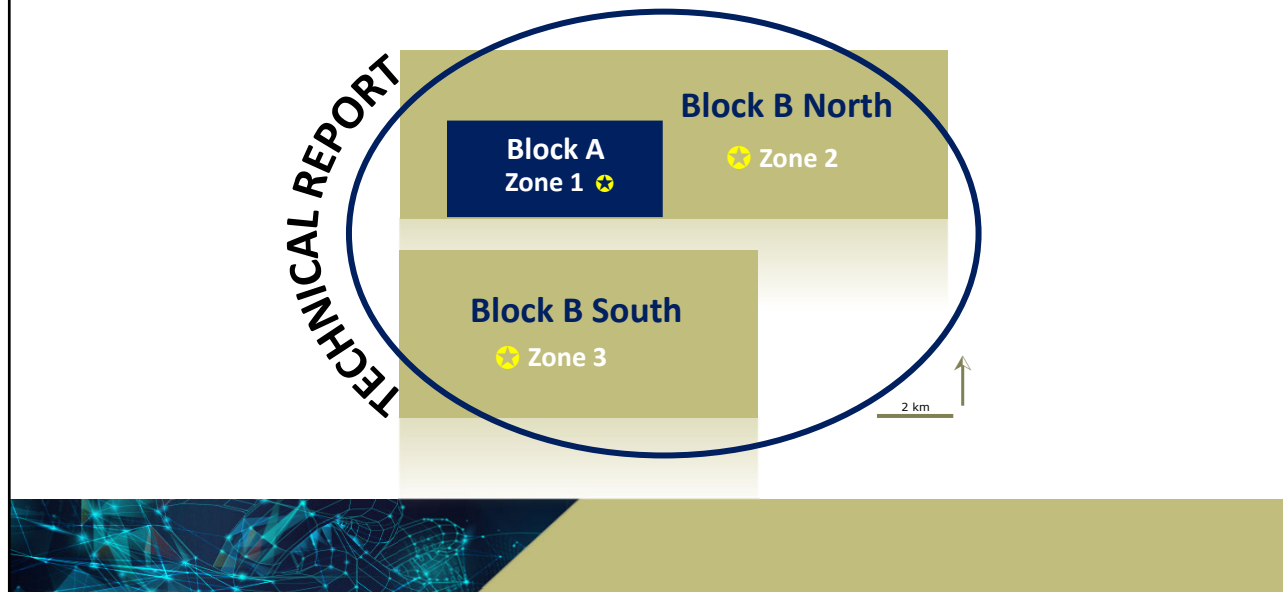 TECHNICAL REPORT
Block B North
Zone 2
Block A
Zone 1
Block B South
Zone 3
2 km